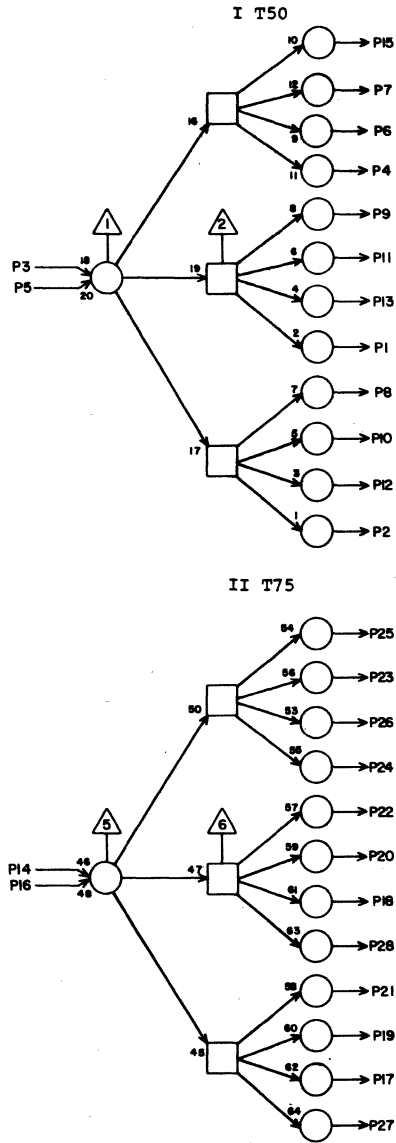 I T50
10 P15
12 P7
16 9 P6
11 P4
1 2 8 P9
P3 18 19 6 P11
P5 20 4 P13
2 P1
7 P8
17 5 P10
3 P12
1 P2
II T75
54 P25
56 P23
50 53 P26
55 P24
5 6 57 P22
P14 46 47 59 P20
P16 48 61 P18
63 P28
58 P21
60 P19
45 62 P17
64 P27